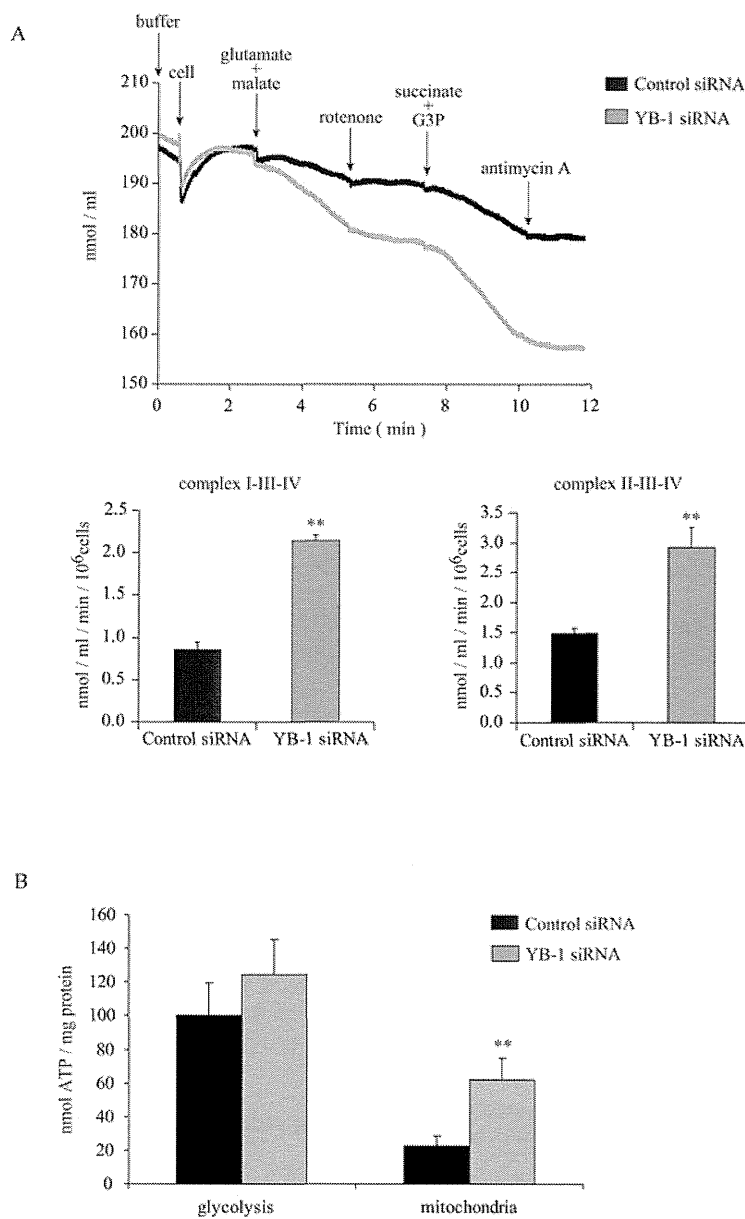 A
buffer
cell
glutamate
+
malate
rotenone
succinate
+
G3P
antimycin A
Control siRNA
YB-1 siRNA
210
200
190
180
170
160
150
nmol / ml
0
2
4
6
8
10
12
Time ( min )
complex I-III-IV
2.5
2.0
1.5
1.0
0.5
0.0
nmol / ml / min / 10^6cells
**
Control siRNA
YB-1 siRNA
complex II-III-IV
3.5
3.0
2.5
2.0
1.5
1.0
0.5
0.0
nmol / ml / min / 10^6cells
**
Control siRNA
YB-1 siRNA
B
160
140
120
100
80
60
40
20
0
nmol ATP / mg protein
Control siRNA
YB-1 siRNA
**
glycolysis
mitochondria